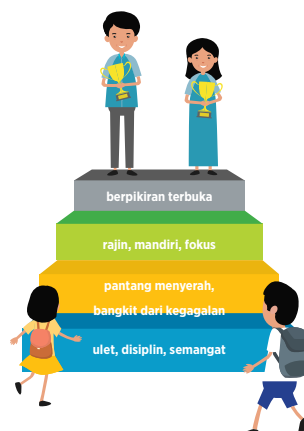 berpikiran terbuka
rajin, mandiri, fokus
pantang menyerah,
bangkit dari kegagalan
ulet, disiplin, semangat